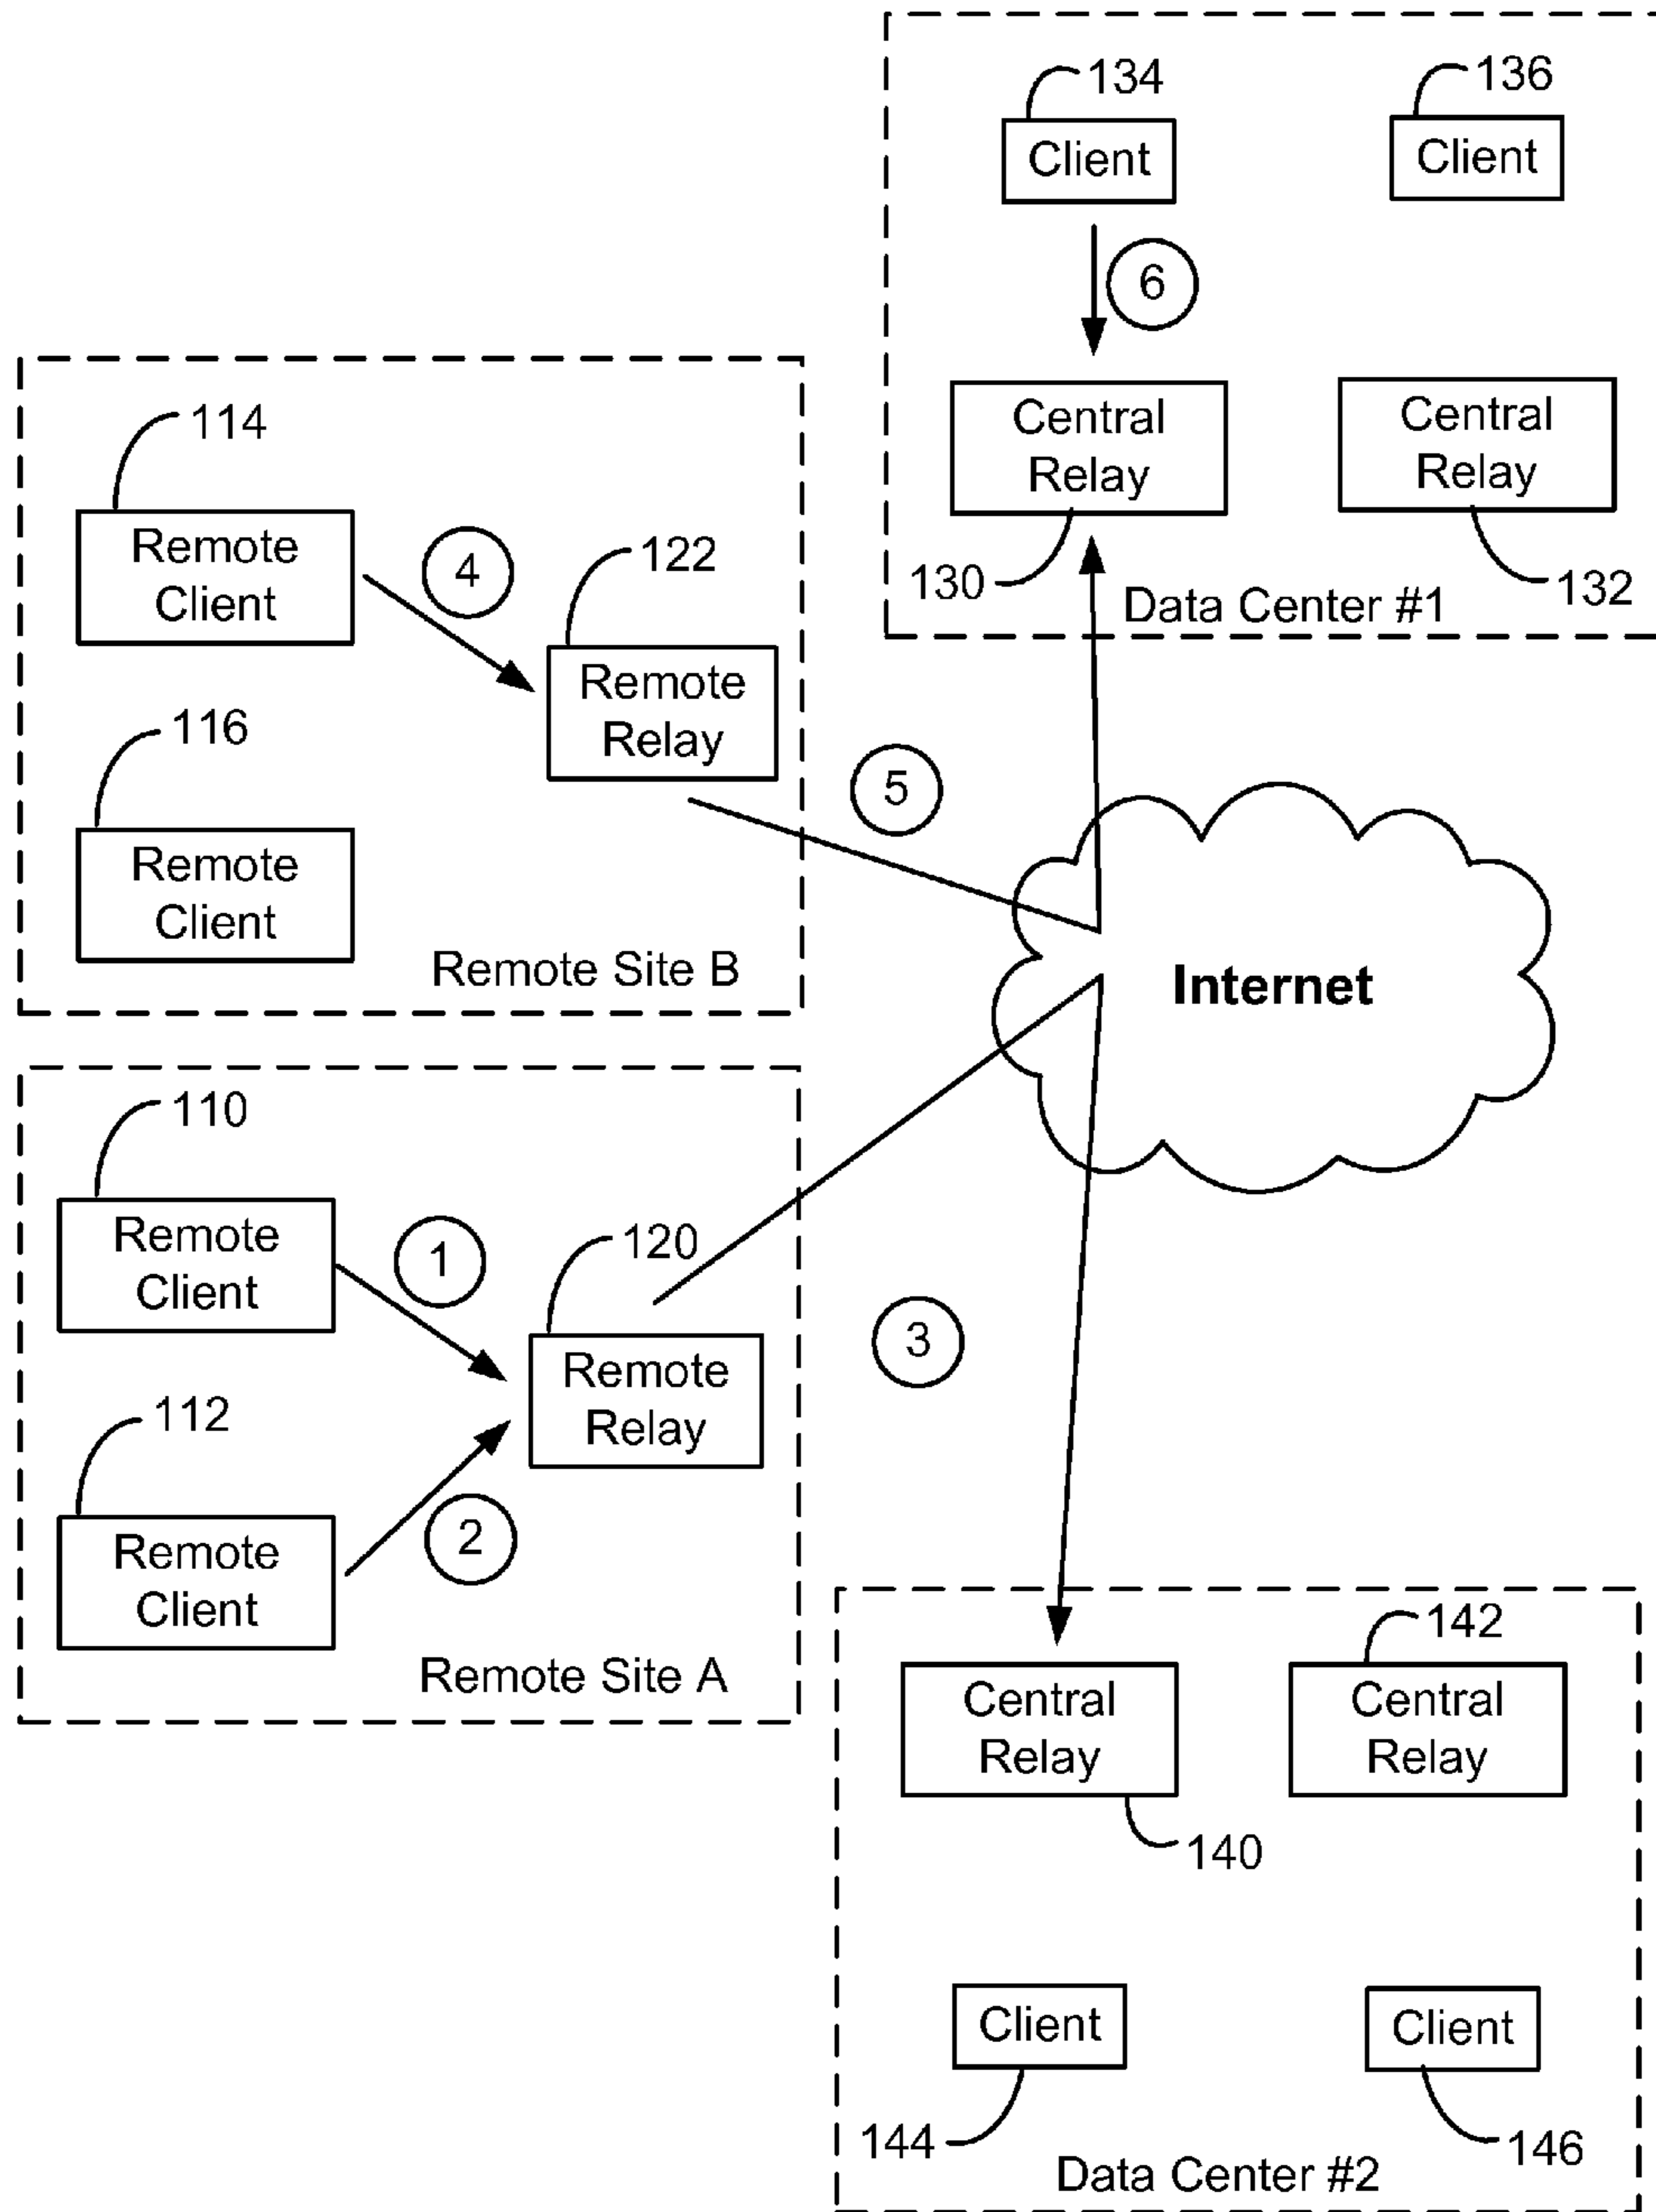 134
136
Client
Client
6
114
Central
Relay
Central
Relay
Remote
Client
4
122
130
132
Data Center #1
Remote
Relay
116
5
Remote
Client
Remote Site B
Internet
110
Remote
Client
1
120
3
Remote
Relay
112
2
Remote
Client
Remote Site A
142
Central
Relay
Central
Relay
140
Client
Client
144
146
Data Center #2